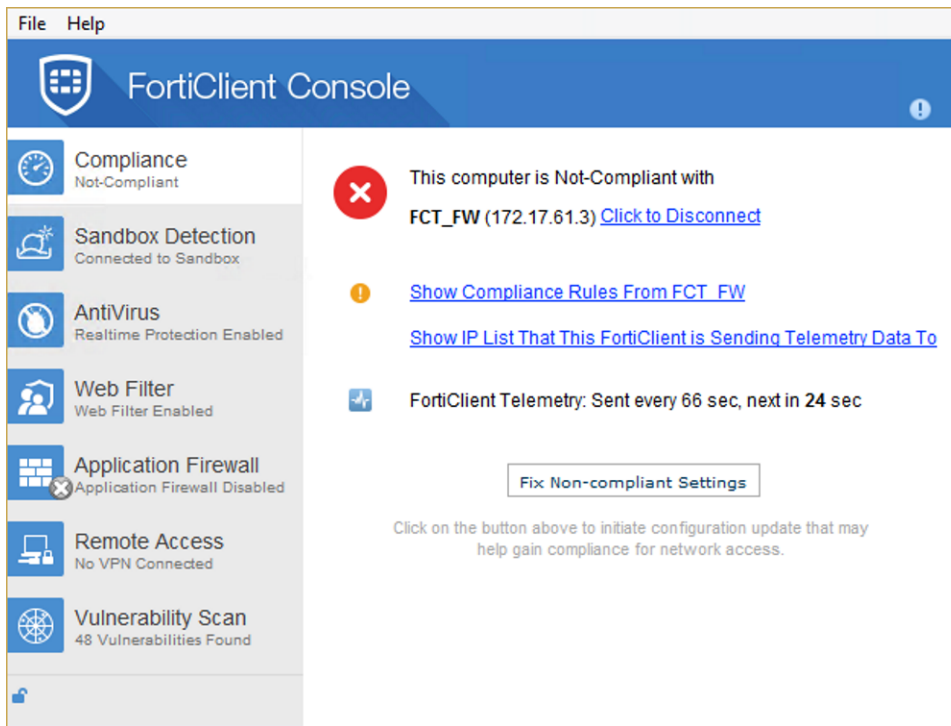 File Help
FortiClient Console
Compliance
Not-Compliant
Sandbox Detection
Connected to Sandbox
AntiVirus
Realtime Protection Enabled
Web Filter
Web Filter Enabled
Application Firewall
Application Firewall Disabled
Remote Access
No VPN Connected
Vulnerability Scan
48 Vulnerabilities Found
This computer is Not-Compliant with
FCT_FW (172.17.61.3) Click to Disconnect
Show Compliance Rules From FCT_FW
Show IP List That This FortiClient is Sending Telemetry Data To
FortiClient Telemetry: Sent every 66 sec, next in 24 sec
Fix Non-compliant Settings
Click on the button above to initiate configuration update that may
help gain compliance for network access.